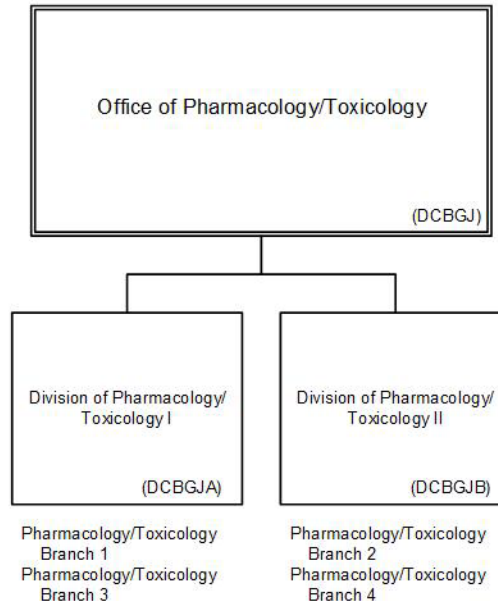 Office of Pharmacology/Toxicology
(DCBGJ)
Division of Pharmacology/
Toxicology I
(DCBGJA)
Pharmacology/Toxicology
Branch 1
Pharmacology/Toxicology
Branch 3
Division of Pharmacology/
Toxicology II
(DCBGJB)
Pharmacology/Toxicology
Branch 2
Pharmacology/Toxicology
Branch 4